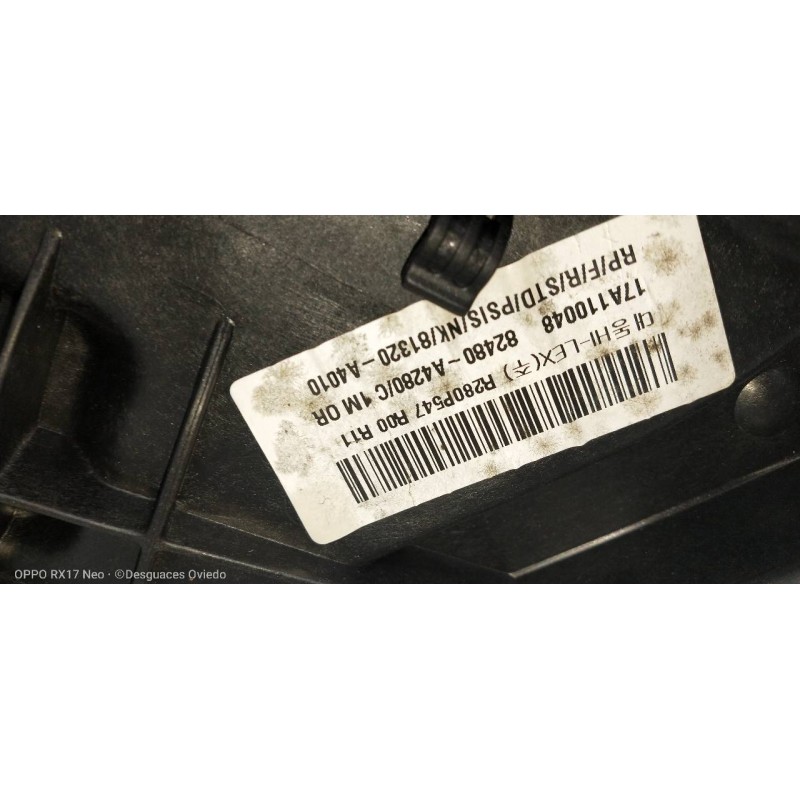 RP/F/R/STD/PSIS/NK/81320-A4010
17A110048 82480~A4280/C 1M OR
대동HI-LEX(주) R280P547 R00 R11
OPPO RX17 Neo · ©Desguaces Oviedo